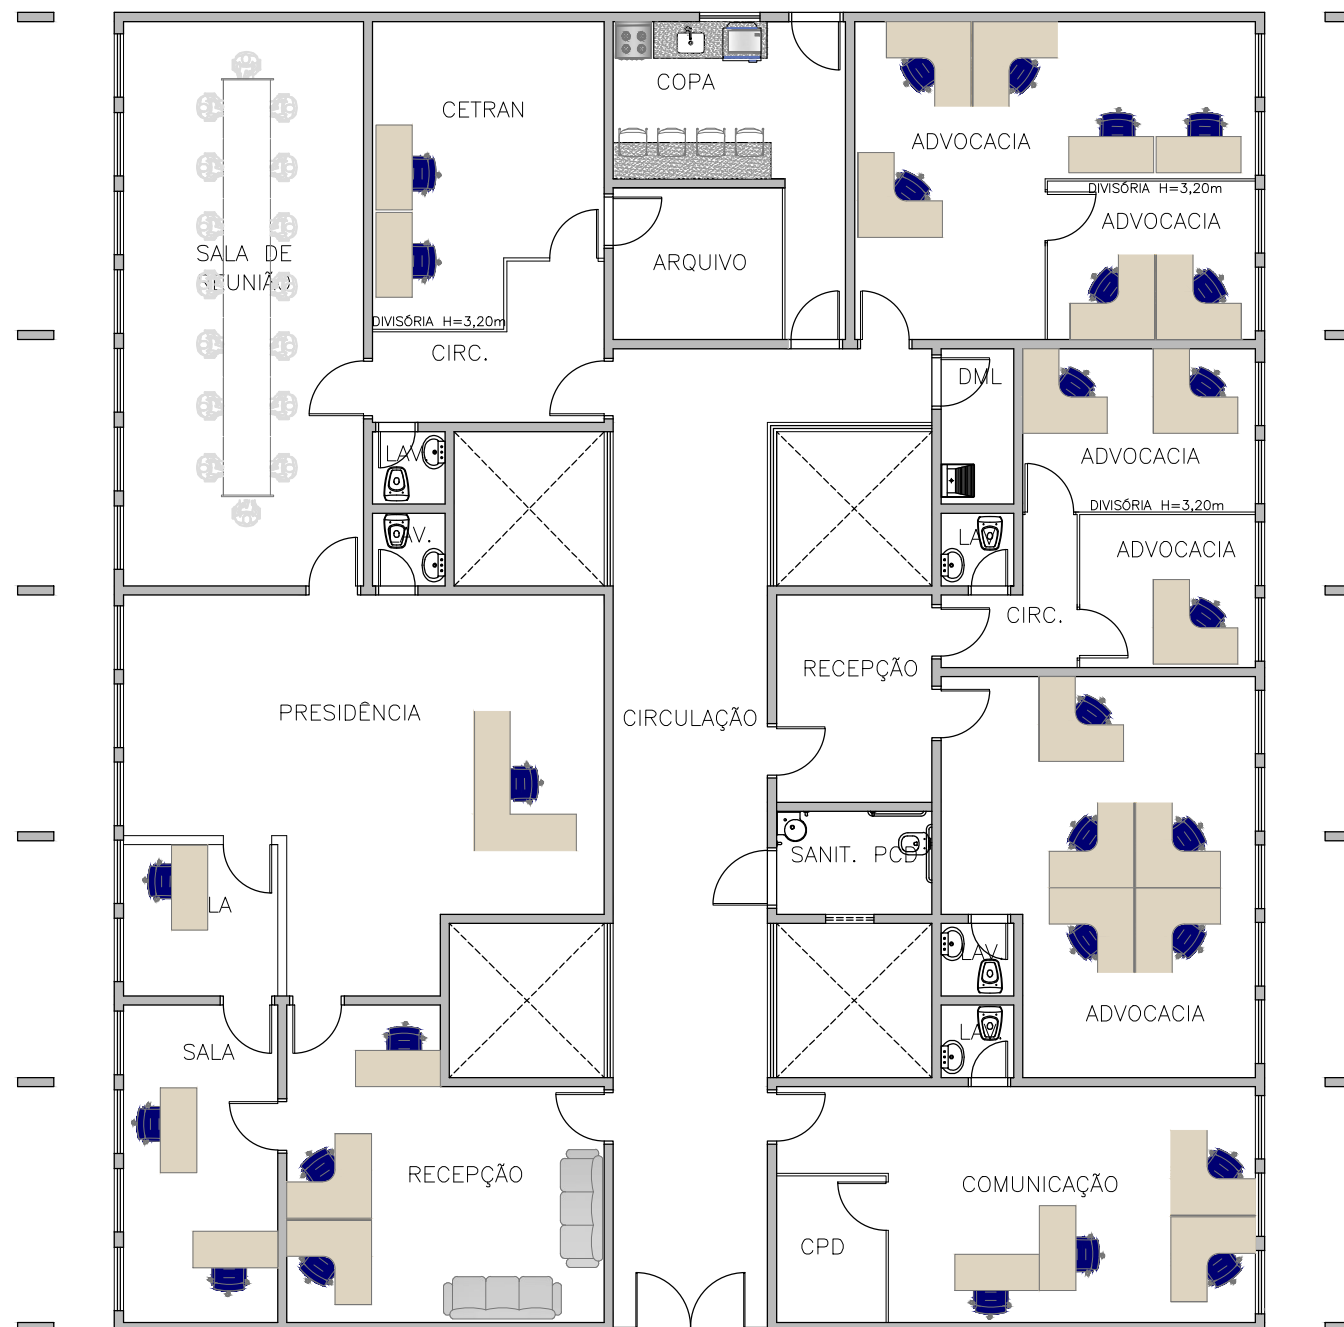 COPA
CETRAN
ADVOCACIA
DIVISÓRIA H=3,20m
ADVOCACIA
SALA DE
ARQUIVO
DIVISÓRIA H=3,20m
CIRC.
DML
ADVOCACIA
DIVISÓRIA H=3,20m
ADVOCACIA
CIRC.
RECEPÇÃO
PRESIDÊNCIA
CIRCULAÇÃO
SANIT. PCD
ADVOCACIA
SALA
RECEPÇÃO
COMUNICAÇÃO
CPD